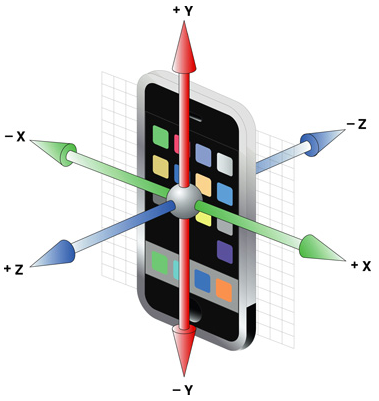 + Y
– X
– Z
+ Z
+ X
– Y